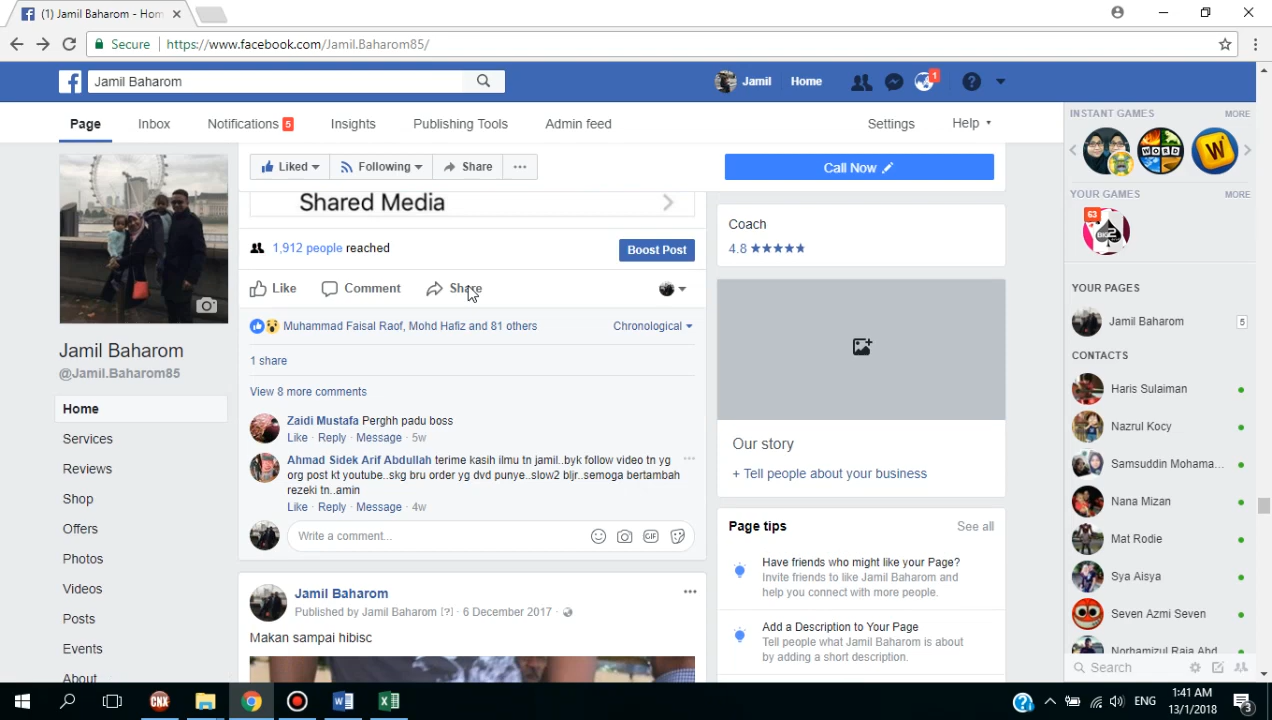 (1) Jamil Baharom - Hom
Secure
https://www.facebook.com/Jamil.Baharom85/
Jamil Baharom
Jamil
Home
1
Page
Inbox
Notifications 5
Insights
Publishing Tools
Admin feed
Settings
Help
Liked
Following
Share
Call Now
Jamil Baharom
@Jamil.Baharom85
Home
Services
Reviews
Shop
Offers
Photos
Videos
Posts
Events
About
Shared Media
1,912 people reached
Boost Post
Like
Comment
Share
Muhammad Faisal Raof, Mohd Hafiz and 81 others
Chronological
1 share
View 8 more comments
Zaidi Mustafa Perghh padu boss
Like · Reply · Message · 5w
Ahmad Sidek Arif Abdullah terime kasih ilmu tn jamil..byk follow video tn yg
org post kt youtube..skg bru order yg dvd punye..slow2 bljr..semoga bertambah
rezeki tn..amin
Like · Reply · Message · 4w
Write a comment...
GIF
Jamil Baharom
Published by Jamil Baharom [?] · 6 December 2017 ·
Makan sampai hibisc
Coach
4.8 ★★★★★
Our story
+ Tell people about your business
Page tips
See all
Have friends who might like your Page?
Invite friends to like Jamil Baharom and
help you connect with more people.
Add a Description to Your Page
Tell people what Jamil Baharom is about
by adding a short description.
INSTANT GAMES
MORE
WORD
W
YOUR GAMES
MORE
63
BIG2
YOUR PAGES
Jamil Baharom
5
CONTACTS
Haris Sulaiman
Nazrul Kocy
Samsuddin Mohama...
Nana Mizan
Mat Rodie
Sya Aisya
Seven Azmi Seven
Norhamizul Raja Abd
Search
CNX
ENG
1:41 AM
13/1/2018
3